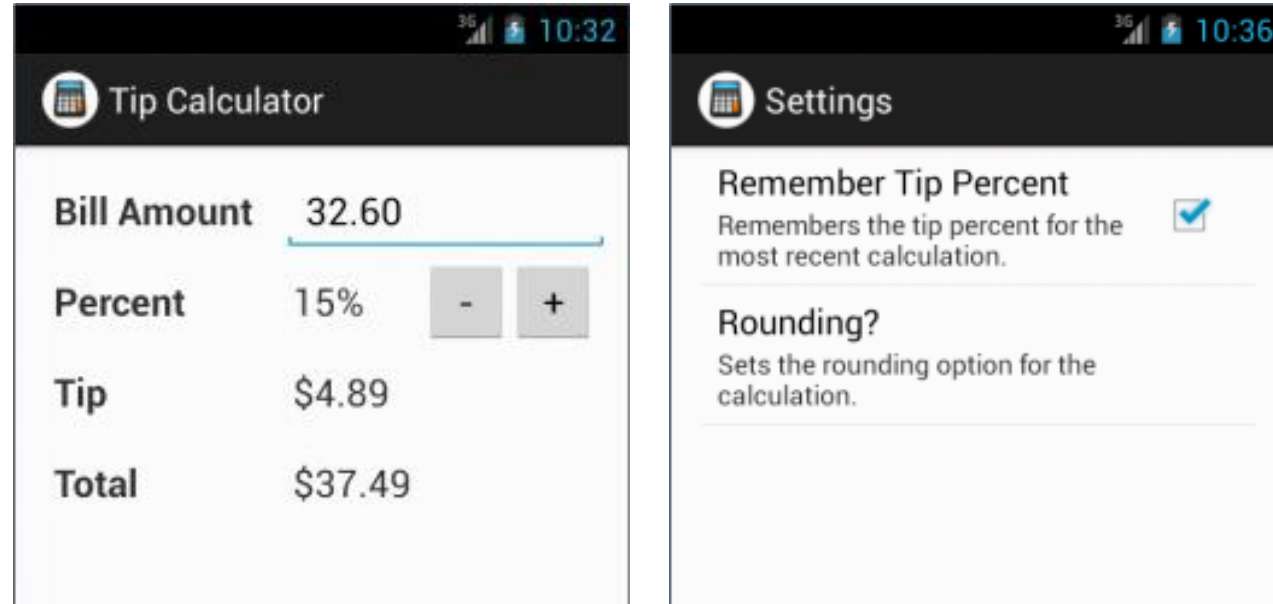 3G 10:32
Tip Calculator
Bill Amount 32.60
Percent 15% - +
Tip $4.89
Total $37.49
3G 10:36
Settings
Remember Tip Percent
Remembers the tip percent for the
most recent calculation.
Rounding?
Sets the rounding option for the
calculation.